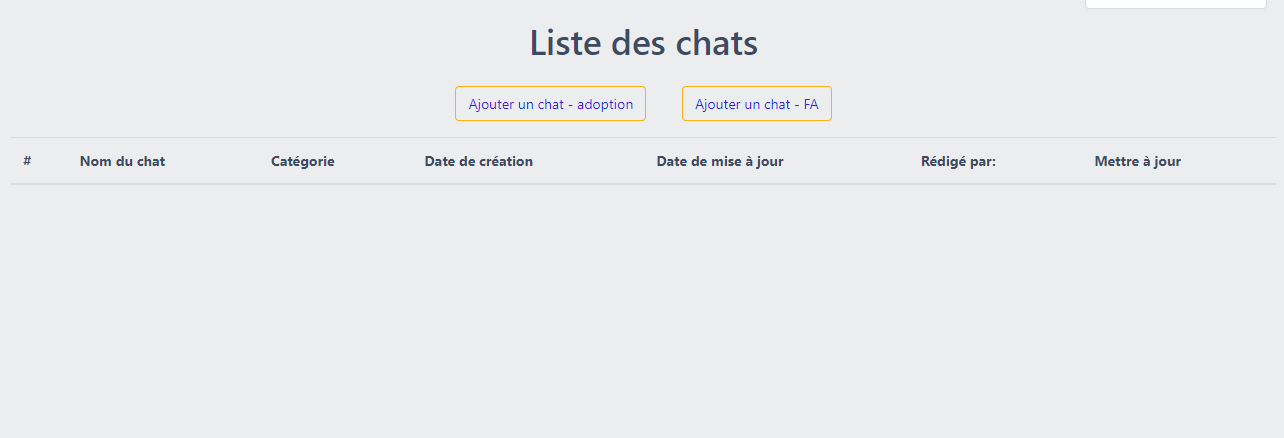 Liste des chats
Ajouter un chat - adoption
Ajouter un chat - FA
# Nom du chat Catégorie Date de création Date de mise à jour Rédigé par: Mettre à jour